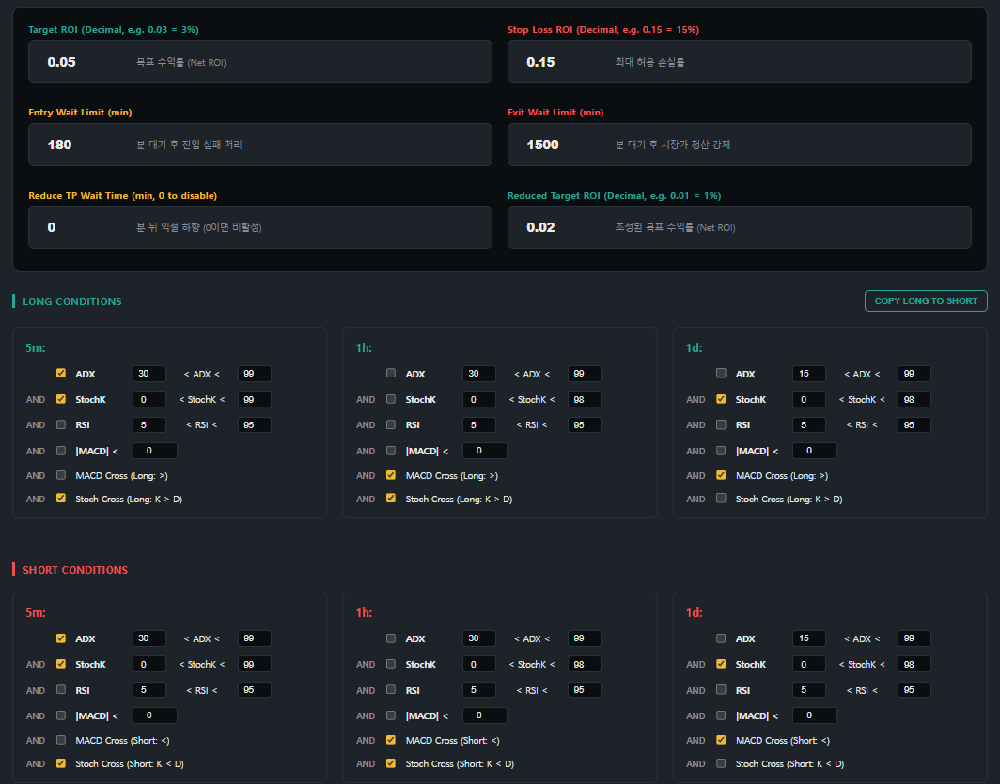 Target ROI (Decimal, e.g. 0.03 = 3%) Stop Loss ROI (Decimal, e.g. 0.15 = 15%)
0.05 목표 수익률 (Net ROI) 0.15 최대 허용 손실률
Entry Wait Limit (min) Exit Wait Limit (min)
180 분 대기 후 진입 실패 처리 1500 분 대기 후 시장가 청산 강제
Reduce TP Wait Time (min, 0 to disable) Reduced Target ROI (Decimal, e.g. 0.01 = 1%)
0 분 뒤 익절 하향 (0이면 비활성) 0.02 조정된 목표 수익률 (Net ROI)
LONG CONDITIONS COPY LONG TO SHORT
5m:
ADX 30 < ADX < 99
AND StochK 0 < StochK < 99
AND RSI 5 < RSI < 95
AND |MACD| < 0
AND MACD Cross (Long: >)
AND Stoch Cross (Long: K > D)
1h:
ADX 30 < ADX < 99
AND StochK 0 < StochK < 98
AND RSI 5 < RSI < 95
AND |MACD| < 0
AND MACD Cross (Long: >)
AND Stoch Cross (Long: K > D)
1d:
ADX 15 < ADX < 99
AND StochK 0 < StochK < 98
AND RSI 5 < RSI < 95
AND |MACD| < 0
AND MACD Cross (Long: >)
AND Stoch Cross (Long: K > D)
SHORT CONDITIONS
5m:
ADX 30 < ADX < 99
AND StochK 0 < StochK < 99
AND RSI 5 < RSI < 95
AND |MACD| < 0
AND MACD Cross (Short: <)
AND Stoch Cross (Short: K < D)
1h:
ADX 30 < ADX < 99
AND StochK 0 < StochK < 98
AND RSI 5 < RSI < 95
AND |MACD| < 0
AND MACD Cross (Short: <)
AND Stoch Cross (Short: K < D)
1d:
ADX 15 < ADX < 99
AND StochK 0 < StochK < 98
AND RSI 5 < RSI < 95
AND |MACD| < 0
AND MACD Cross (Short: <)
AND Stoch Cross (Short: K < D)